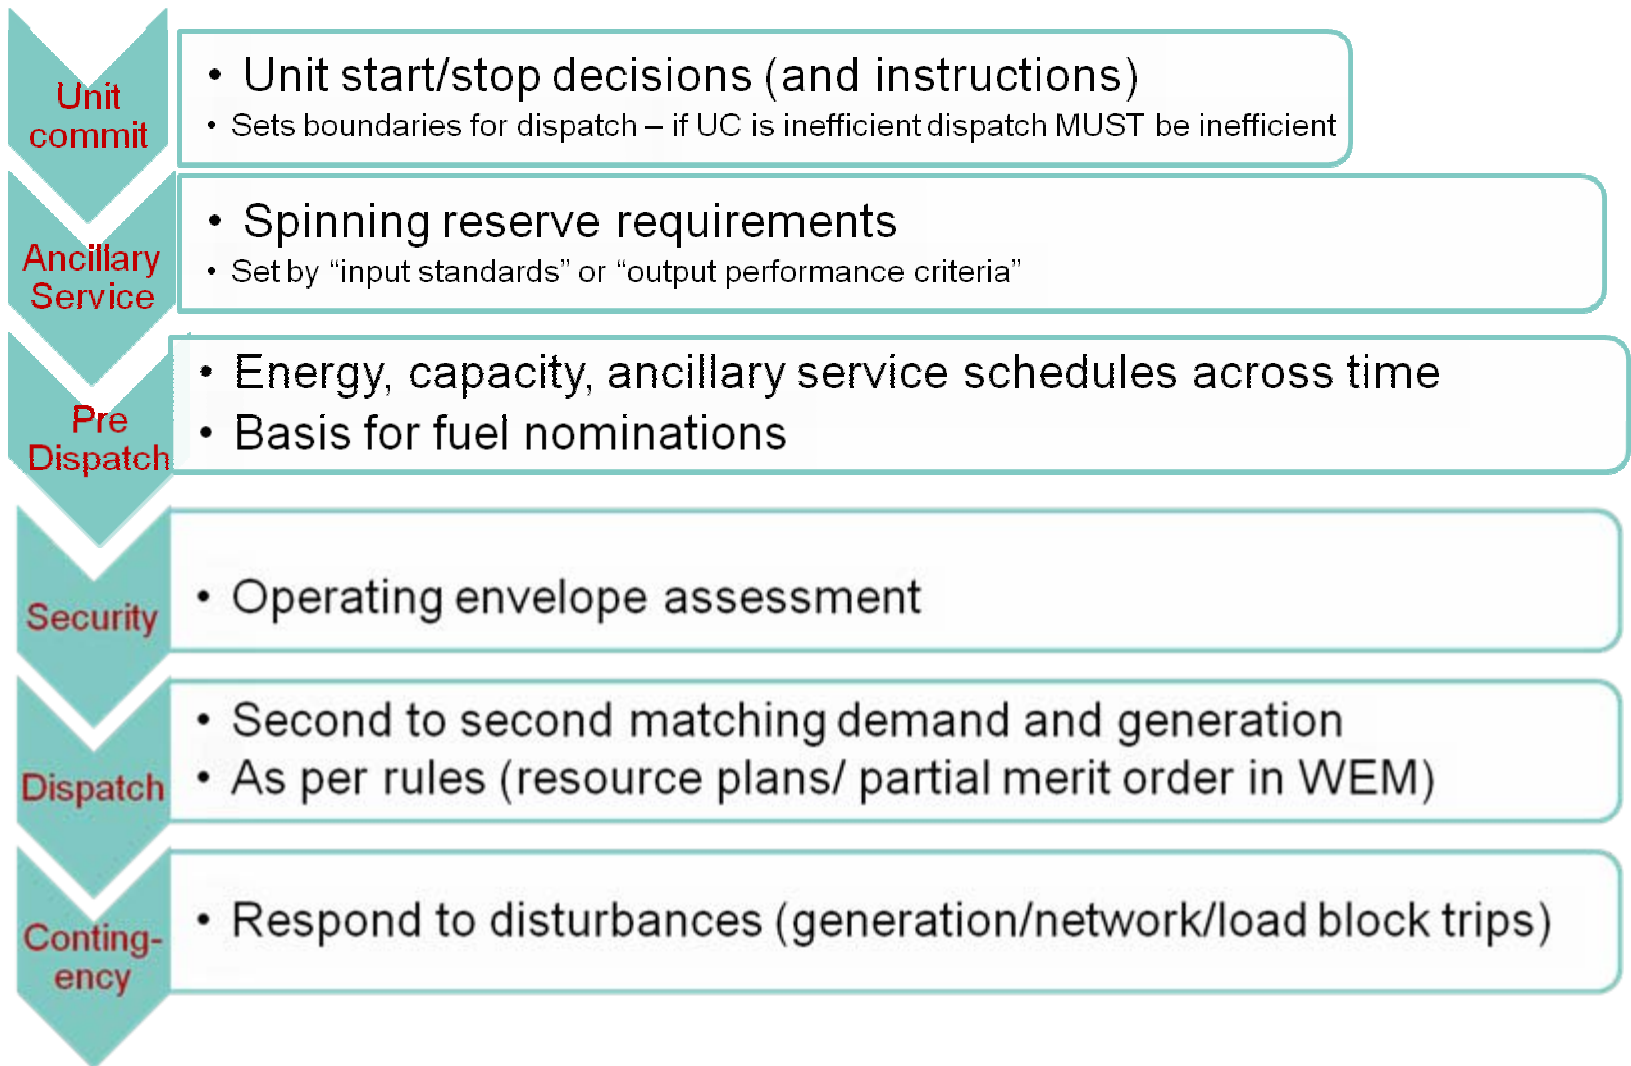 Unit
commit
• Unit start/stop decisions (and instructions)
• Sets boundaries for dispatch – if UC is inefficient dispatch MUST be inefficient
Ancillary
Service
• Spinning reserve requirements
• Set by “input standards” or “output performance criteria”
Pre
Dispatch
• Energy, capacity, ancillary service schedules across time
• Basis for fuel nominations
Security
• Operating envelope assessment
Dispatch
• Second to second matching demand and generation
• As per rules (resource plans/ partial merit order in WEM)
Conting-
ency
• Respond to disturbances (generation/network/load block trips)